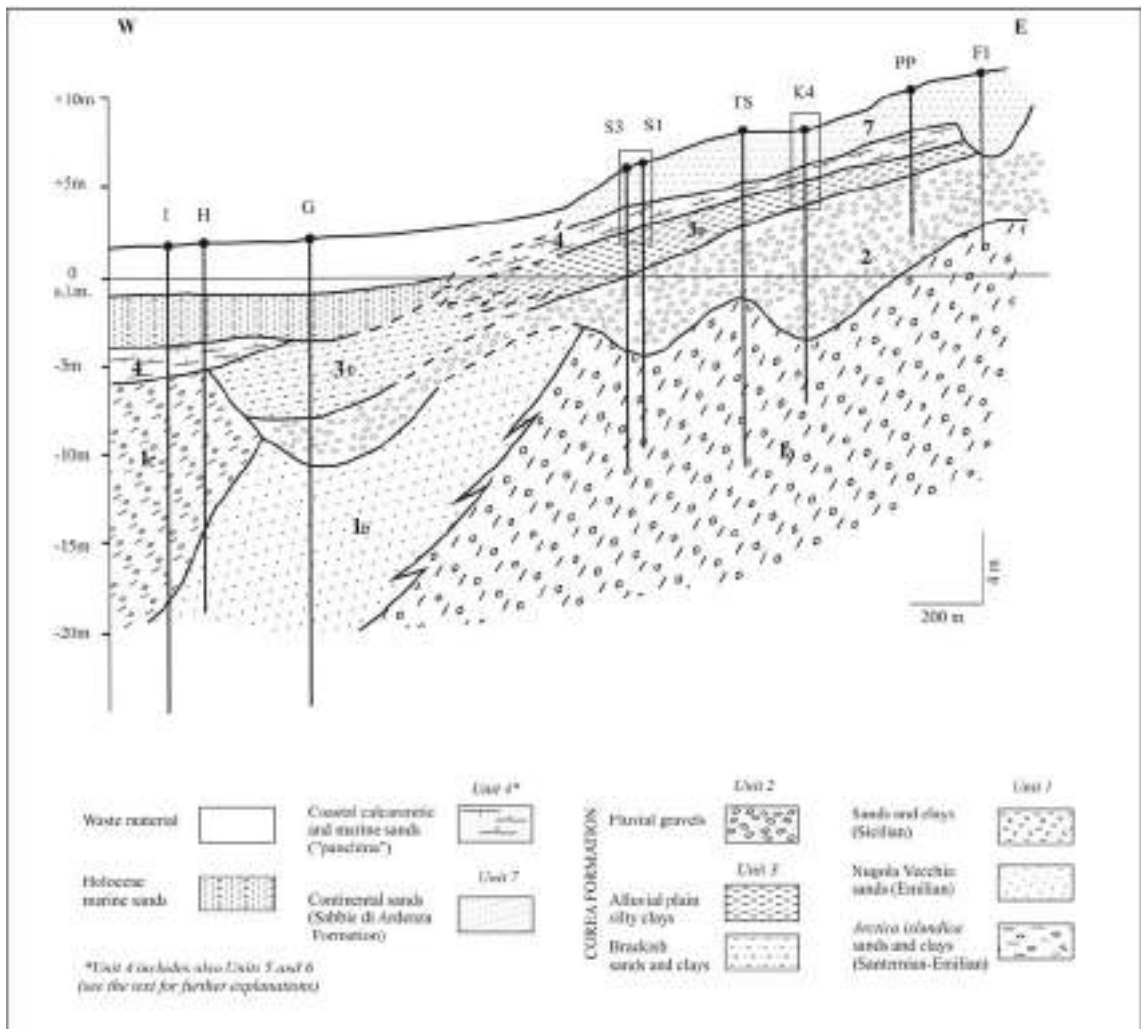 W
E
+10m
+5m
0
s.l.m.
-5m
-10m
-15m
-20m
I
H
G
S3
S1
TS
K4
PP
F1
7
4
2
4
200 m
4 m
Waste material
Holocene
marine sands
Unit 4*
Coastal calcarenitic
and marine sands
("panchina")
Unit 7
Continental sands
(Sabbie di Ardenza
Formation)
*Unit 4 includes also Units 5 and 6
(see the text for further explanations)
COREA FORMATION
Unit 2
Fluvial gravels
Unit 3
Alluvial plain
silty clays
Brackish
sands and clays
Unit 1
Sands and clays
(Sicilian)
Nugola Vecchia
sands (Emilian)
Arctica islandica
sands and clays
(Santernian-Emilian)